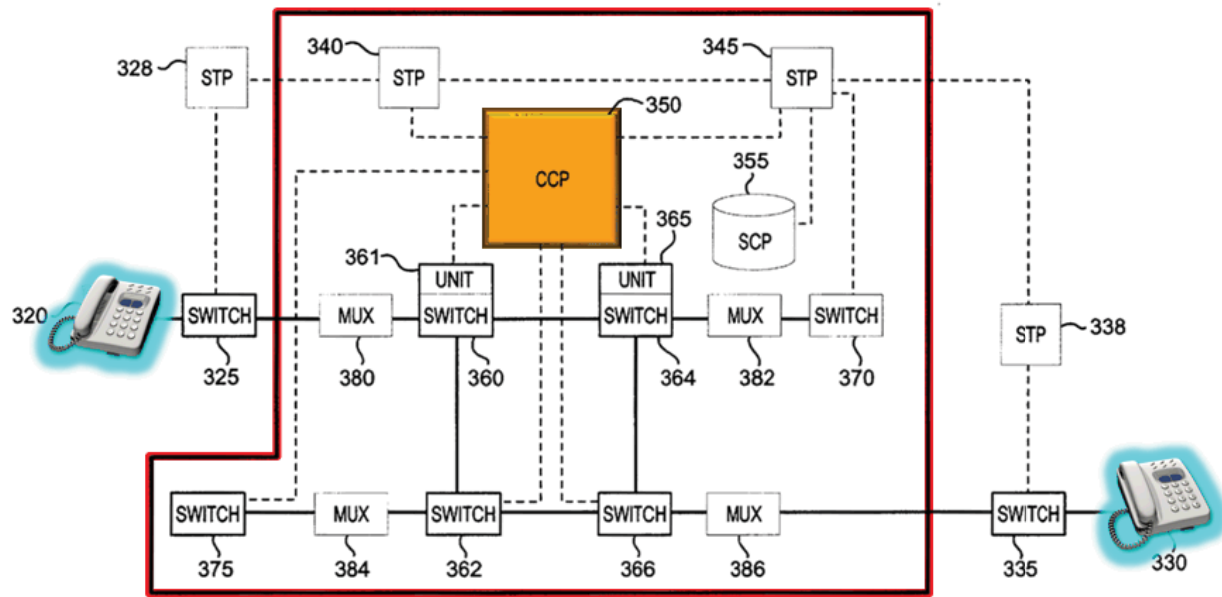 328
STP
340
STP
345
STP
350
CCP
355
SCP
361
UNIT
365
UNIT
320
SWITCH
MUX
SWITCH
SWITCH
MUX
SWITCH
325
380
360
364
382
370
STP
338
SWITCH
MUX
SWITCH
SWITCH
MUX
SWITCH
375
384
362
366
386
335
330